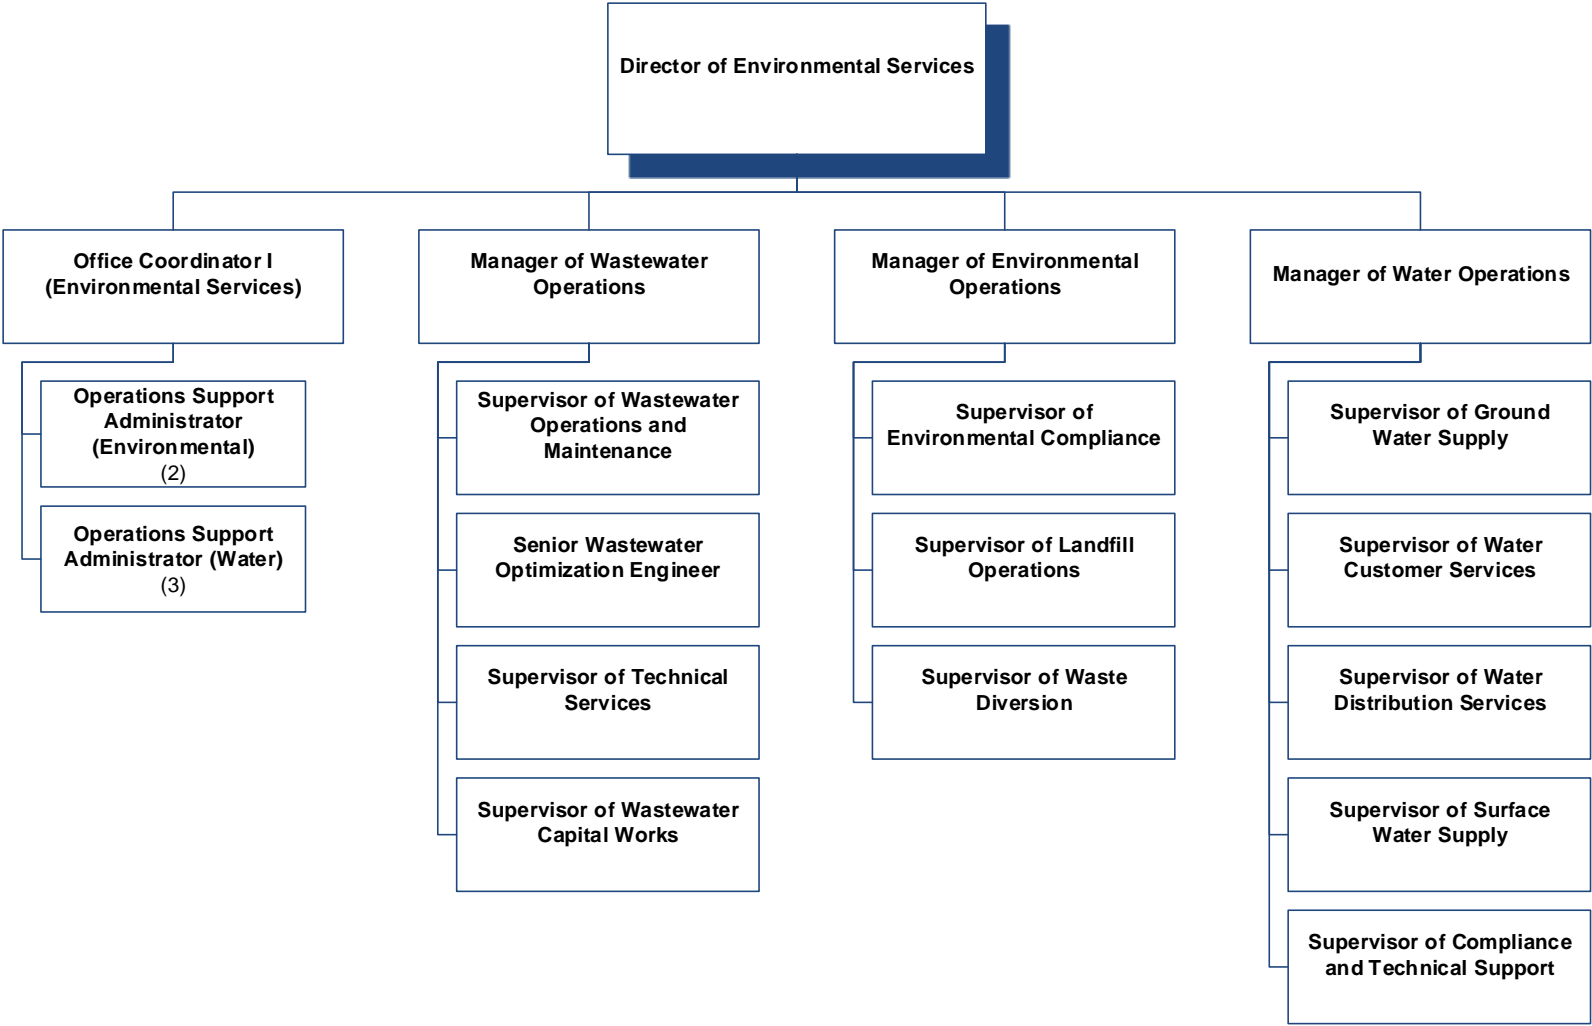 Director of Environmental Services
Office Coordinator I
(Environmental Services)
Operations Support
Administrator
(Environmental)
(2)
Operations Support
Administrator (Water)
(3)
Manager of Wastewater
Operations
Supervisor of Wastewater
Operations and
Maintenance
Senior Wastewater
Optimization Engineer
Supervisor of Technical
Services
Supervisor of Wastewater
Capital Works
Manager of Environmental
Operations
Supervisor of
Environmental Compliance
Supervisor of Landfill
Operations
Supervisor of Waste
Diversion
Manager of Water Operations
Supervisor of Ground
Water Supply
Supervisor of Water
Customer Services
Supervisor of Water
Distribution Services
Supervisor of Surface
Water Supply
Supervisor of Compliance
and Technical Support